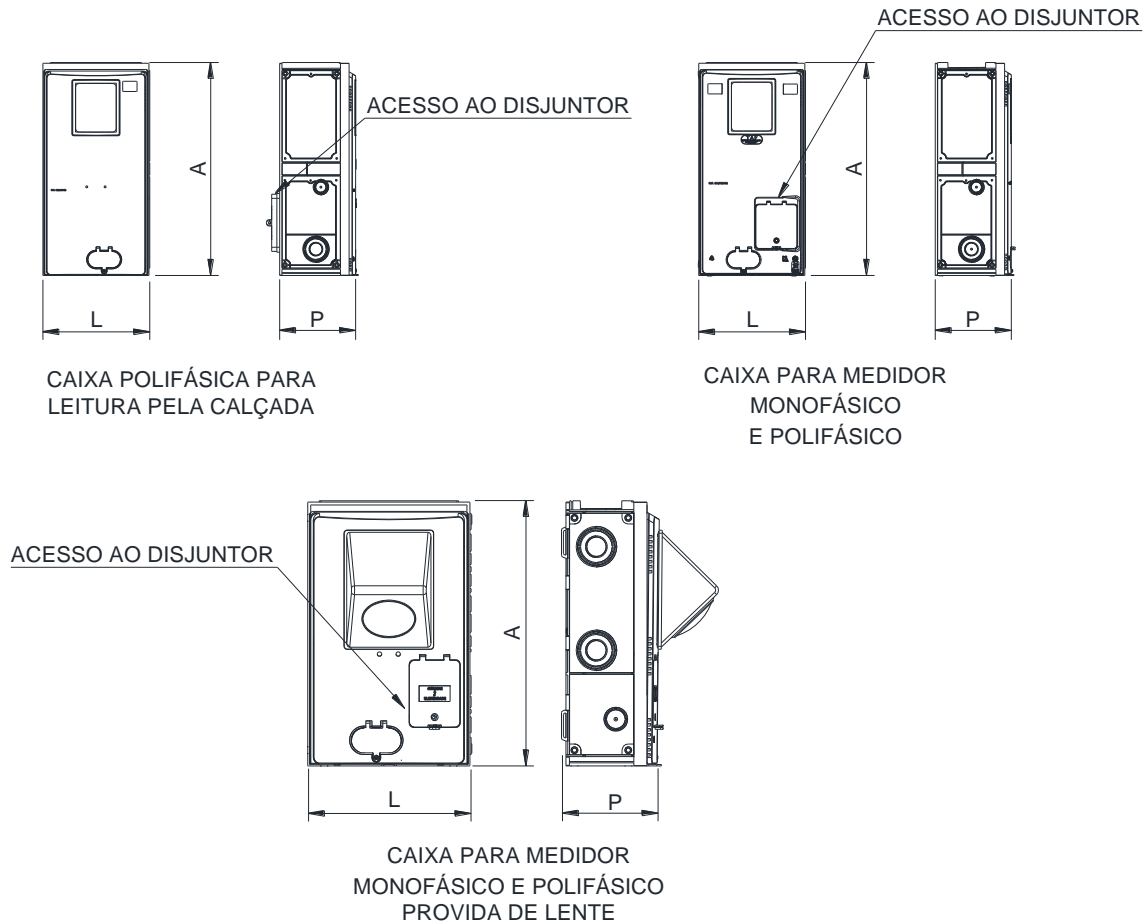 ACESSO AO DISJUNTOR
ACESSO AO DISJUNTOR
A
L
P
A
L
P
CAIXA POLIFÁSICA PARA
LEITURA PELA CALÇADA
CAIXA PARA MEDIDOR
MONOFÁSICO
E POLIFÁSICO
ACESSO AO DISJUNTOR
A
L
P
CAIXA PARA MEDIDOR
MONOFÁSICO E POLIFÁSICO
PROVIDA DE LENTE